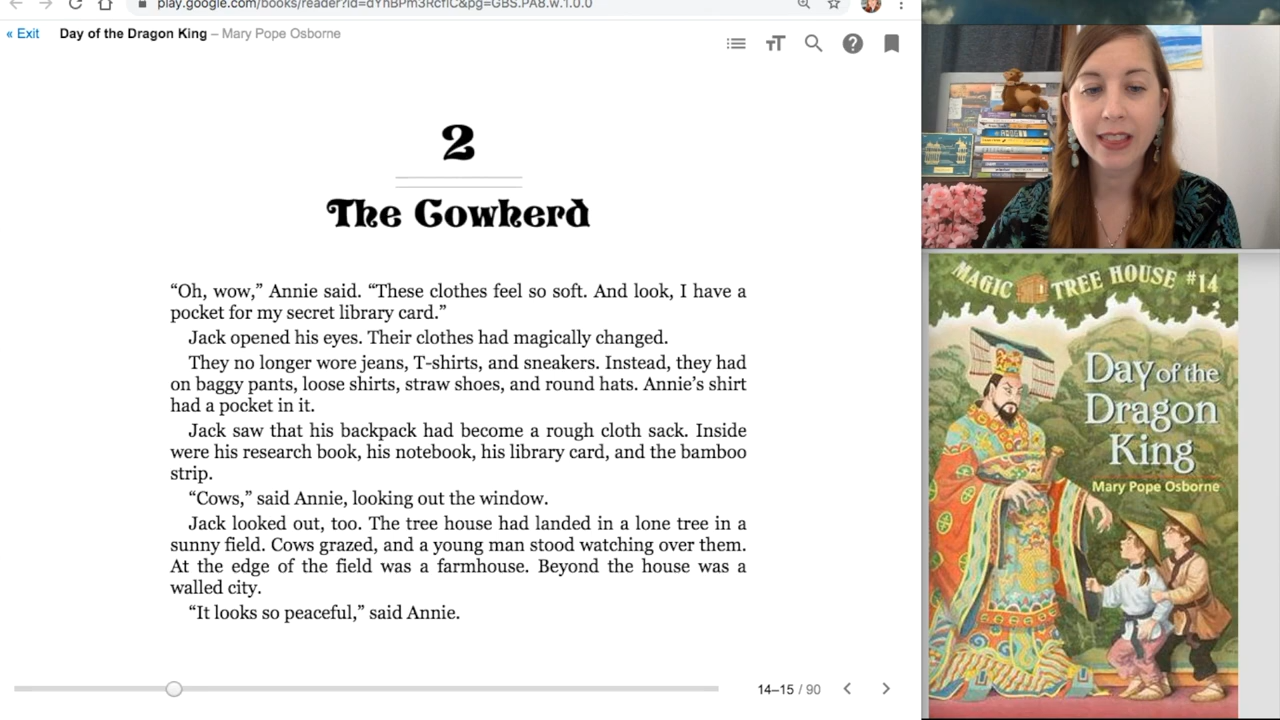 play.google.com/books/reader?id=dYnBPm3RcfIC&pg=GBS.PA8.w.1.0.0
« Exit Day of the Dragon King – Mary Pope Osborne
2
The Cowherd
“Oh, wow,” Annie said. “These clothes feel so soft. And look, I have a
pocket for my secret library card.”
Jack opened his eyes. Their clothes had magically changed.
They no longer wore jeans, T-shirts, and sneakers. Instead, they had
on baggy pants, loose shirts, straw shoes, and round hats. Annie’s shirt
had a pocket in it.
Jack saw that his backpack had become a rough cloth sack. Inside
were his research book, his notebook, his library card, and the bamboo
strip.
“Cows,” said Annie, looking out the window.
Jack looked out, too. The tree house had landed in a lone tree in a
sunny field. Cows grazed, and a young man stood watching over them.
At the edge of the field was a farmhouse. Beyond the house was a
walled city.
“It looks so peaceful,” said Annie.
14–15 / 90
MAGIC TREE HOUSE #14
Day of the
Dragon
King
Mary Pope Osborne